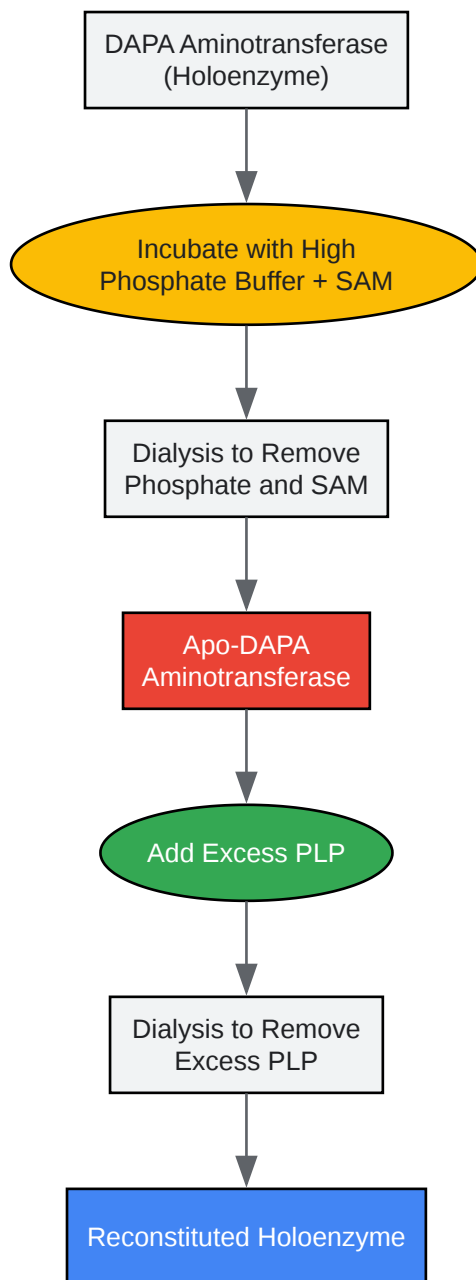 DAPA Aminotransferase
(Holoenzyme)
Incubate with High
Phosphate Buffer + SAM
Dialysis to Remove
Phosphate and SAM
Apo-DAPA
Aminotransferase
Add Excess PLP
Dialysis to Remove
Excess PLP
Reconstituted Holoenzyme